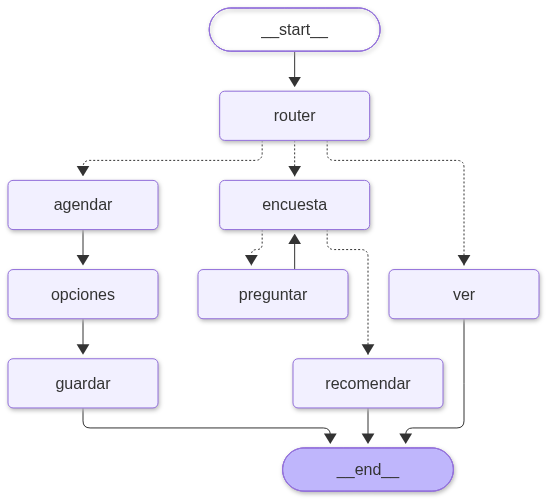 __start__
router
agendar
encuesta
opciones
preguntar
ver
guardar
recomendar
__end__